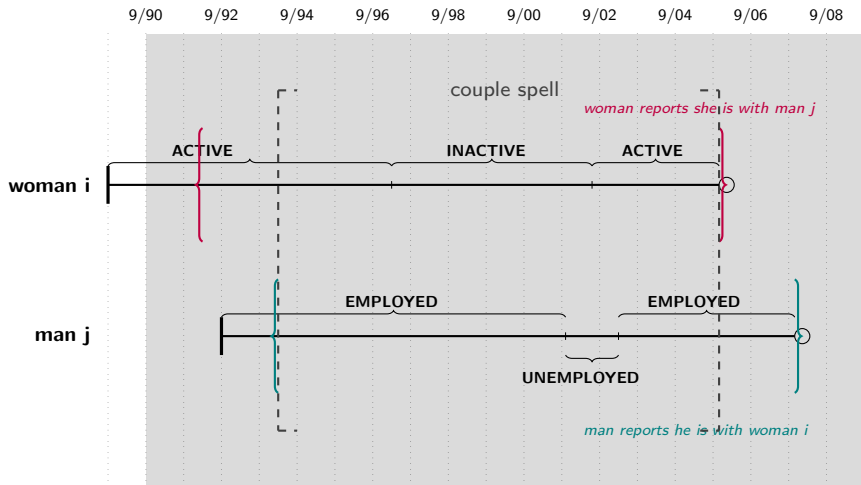 9/90 9/92 9/94 9/96 9/98 9/00 9/02 9/04 9/06 9/08
couple spell
woman reports she is with man j
ACTIVE INACTIVE ACTIVE
woman i
EMPLOYED EMPLOYED
man j
UNEMPLOYED
man reports he is with woman i